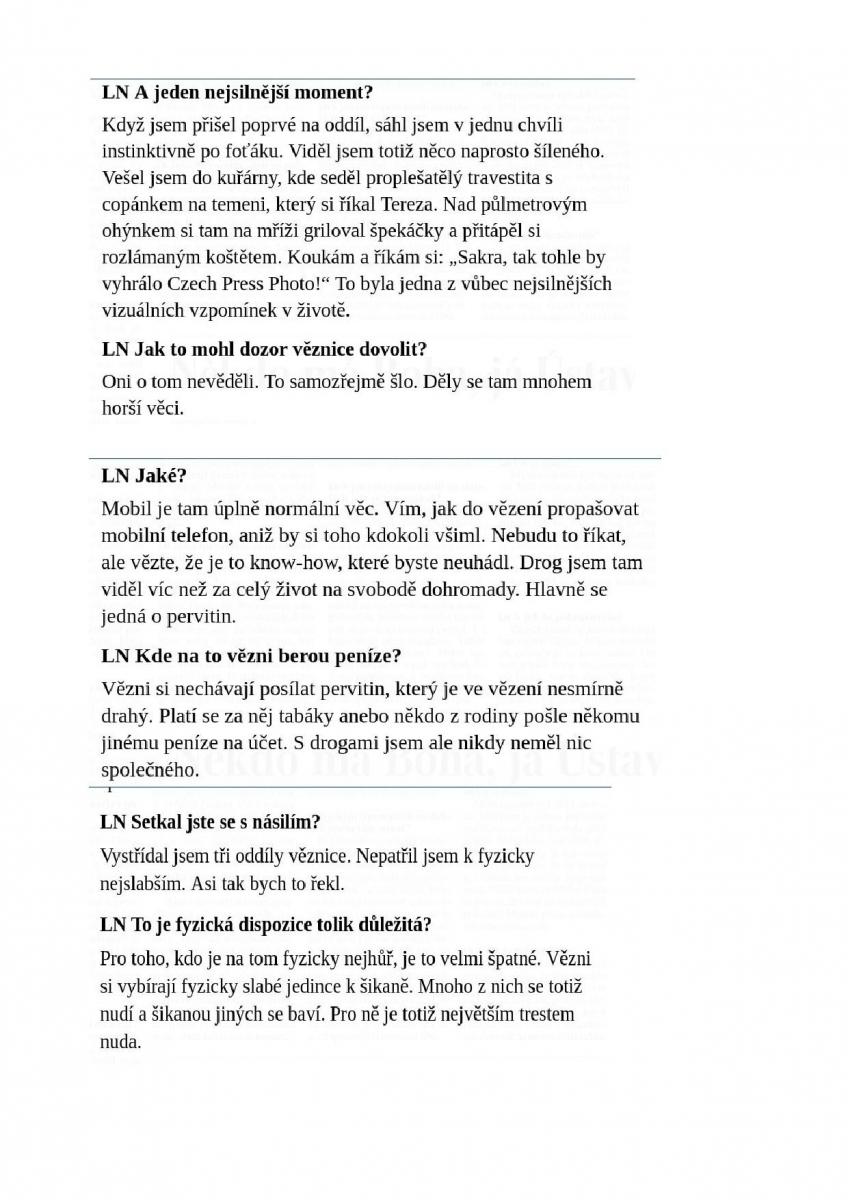 LN A jeden nejsilnější moment?
Když jsem přišel poprvé na oddíl, sáhl jsem v jednu chvíli
instinktivně po foťáku. Viděl jsem totiž něco naprosto šíleného.
Vešel jsem do kuřárny, kde seděl proplešatělý travestita s
copánkem na temeni, který si říkal Tereza. Nad půlmetrovým
ohýnkem si tam na mříži griloval špekáčky a přitápěl si
rozlámaným koštětem. Koukám a říkám si: „Sakra, tak tohle by
vyhrálo Czech Press Photo!“ To byla jedna z vůbec nejsilnějších
vizuálních vzpomínek v životě.
LN Jak to mohl dozor věznice dovolit?
Oni o tom nevěděli. To samozřejmě šlo. Děly se tam mnohem
horší věci.
LN Jaké?
Mobil je tam úplně normální věc. Vím, jak do vězení propašovat
mobilní telefon, aniž by si toho kdokoli všiml. Nebudu to říkat,
ale vězte, že je to know-how, které byste neuhádl. Drog jsem tam
viděl víc než za celý život na svobodě dohromady. Hlavně se
jedná o pervitin.
LN Kde na to vězni berou peníze?
Vězni si nechávají posílat pervitin, který je ve vězení nesmírně
drahý. Platí se za něj tabáky anebo někdo z rodiny pošle někomu
jinému peníze na účet. S drogami jsem ale nikdy neměl nic
společného.
LN Setkal jste se s násilím?
Vystřídal jsem tři oddíly věznice. Nepatřil jsem k fyzicky
nejslabším. Asi tak bych to řekl.
LN To je fyzická dispozice tolik důležitá?
Pro toho, kdo je na tom fyzicky nejhůř, je to velmi špatné. Vězni
si vybírají fyzicky slabé jedince k šikaně. Mnoho z nich se totiž
nudí a šikanou jiných se baví. Pro ně je totiž největším trestem
nuda.